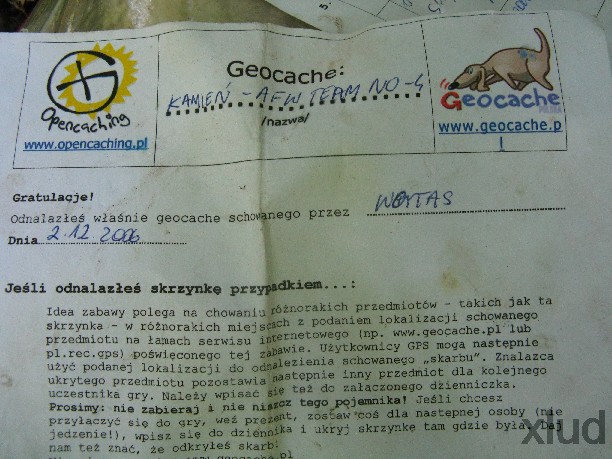 Opencaching
www.opencaching.pl
Geocache:
KAMIEŃ - AFW TEAM NO-4
/nazwa/
Geocache
www.geocache.p
l
Gratulacje!
Odnalazłeś właśnie geocache schowanego przez WOYTAS
Dnia 2.12.2006
Jeśli odnalazłeś skrzynkę przypadkiem...:
Idea zabawy polega na chowaniu różnorakich przedmiotów - takich jak ta
skrzynka - w różnorakich miejscach z podaniem lokalizacji schowanego
przedmiotu na łamach serwisu internetowego (np. www.geocache.pl lub
pl.rec.gps) poświęconego tej zabawie. Użytkownicy GPS mogą następnie
użyć podanej lokalizacji do odnalezienia schowanego „skarbu". Znalazca
ukrytego przedmiotu pozostawia następnie inny przedmiot dla kolejnego
uczestnika gry. Należy wpisać się też do załączonego dzienniczka.
Prosimy: nie zabieraj i nie niszcz tego pojemnika! Jeśli chcesz
przyłączyć się do gry, weź prezent, zostaw coś dla następnej osoby (nie
jedzenie!), wpisz się do dziennika i ukryj skrzynkę tam gdzie była. Daj
nam też znać, że odkryłeś skarb!
www.geocache.pl
xlud